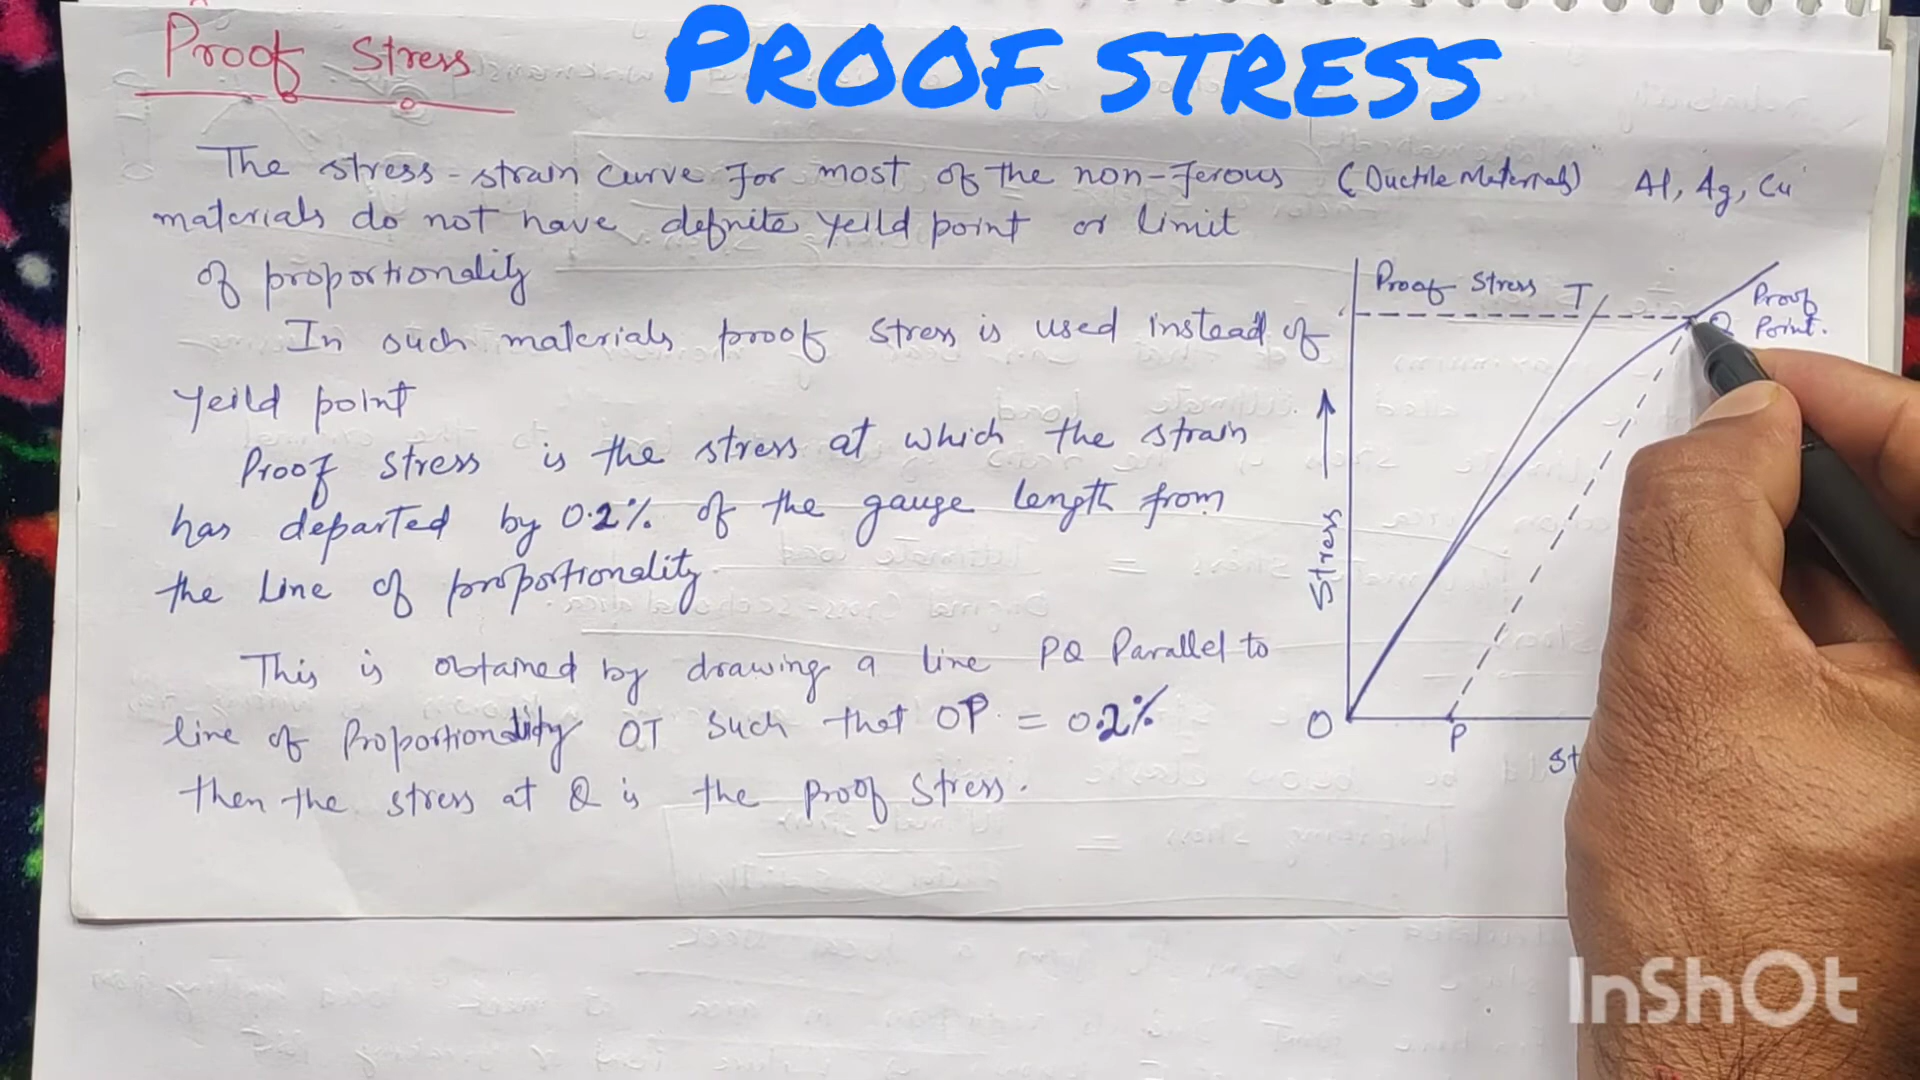 Proof Stress
PROOF STRESS
The stress-strain curve for most of the non-ferous (Ductile Materials) Al, Ag, Cu
materials do not have definite yeild point or limit
of proportionality
In such materials proof stress is used instead of
yeild point
Proof stress is the stress at which the strain
has departed by 0.2% of the gauge length from
the line of proportionality.
This is obtained by drawing a line PQ Parallel to
line of Proportionality OT such that OP = 0.2%
then the stress at Q is the Proof Stress.
Proof Stress T
Proof
Q Point.
Stress
O
P
st
InShOt